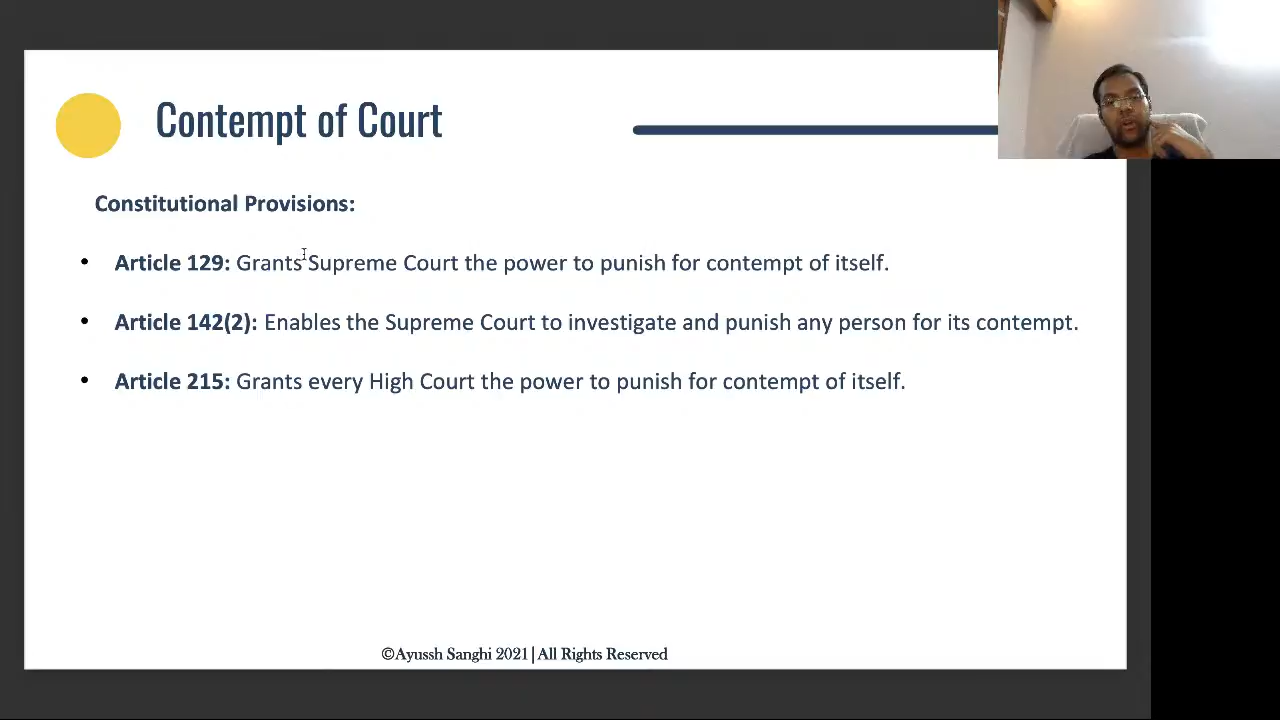 Contempt of Court
Constitutional Provisions:
• Article 129: Grants Supreme Court the power to punish for contempt of itself.
• Article 142(2): Enables the Supreme Court to investigate and punish any person for its contempt.
• Article 215: Grants every High Court the power to punish for contempt of itself.
©Ayussh Sanghi 2021|All Rights Reserved